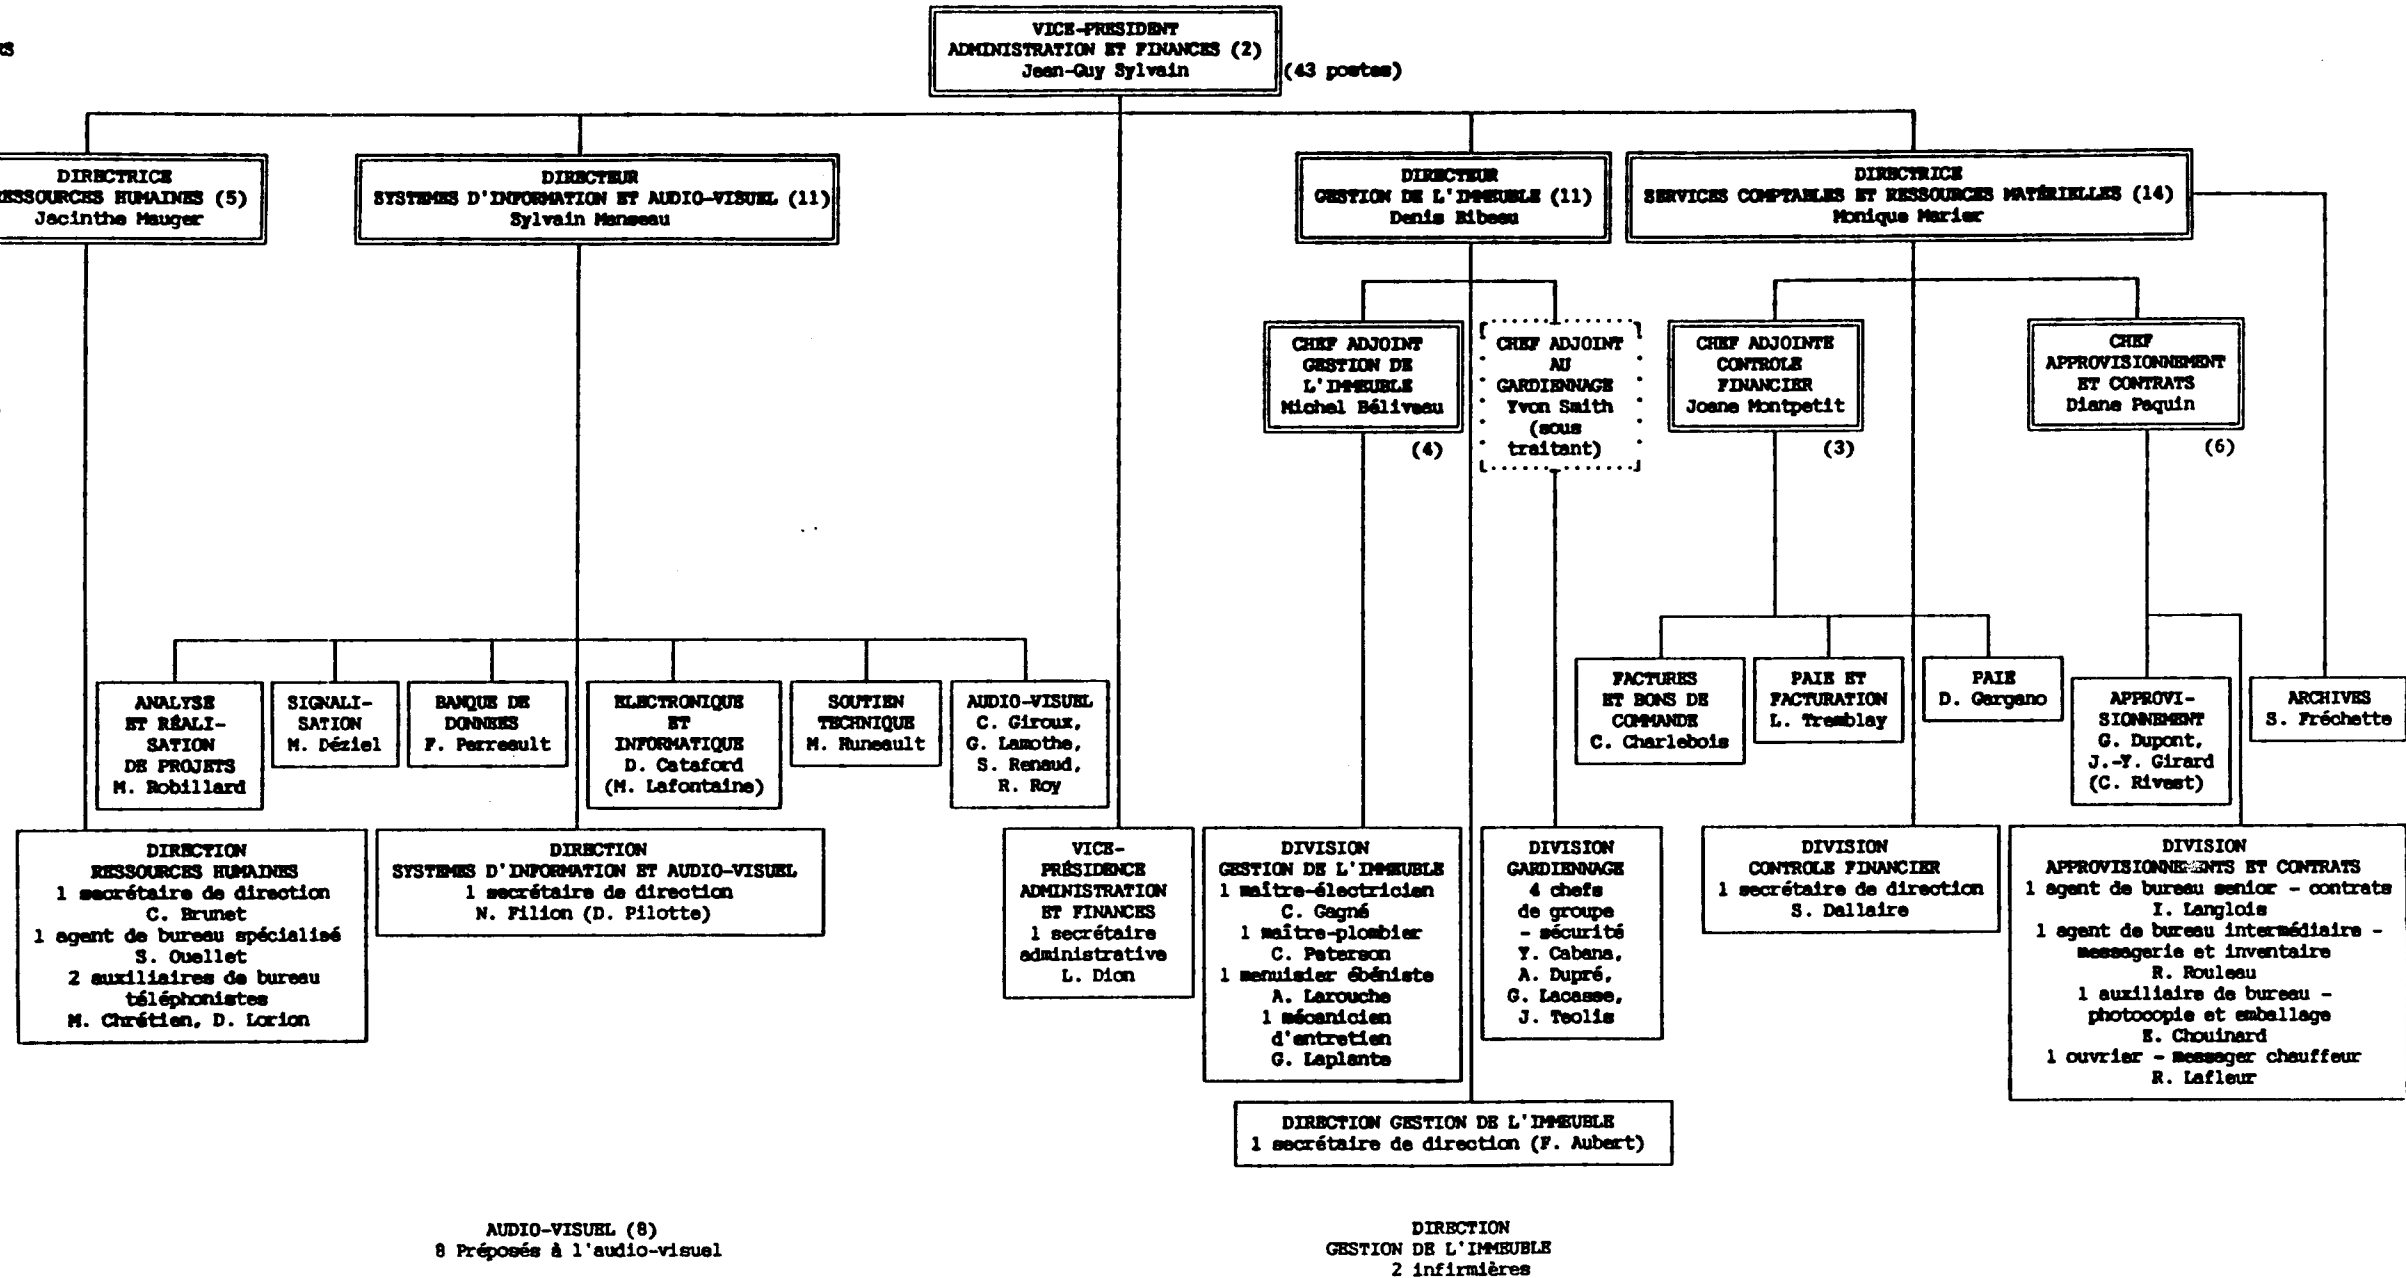 VICE-PRESIDENT
ADMINISTRATION ET FINANCES (2)
Jean-Guy Sylvain
(43 postes)
DIRECTRICE
RESSOURCES HUMAINES (5)
Jacinthe Mauger
DIRECTEUR
SYSTEMES D'INFORMATION ET AUDIO-VISUEL (11)
Sylvain Manseau
DIRECTEUR
GESTION DE L'IMMEUBLE (11)
Denis Bibeau
DIRECTRICE
SERVICES COMPTABLES ET RESSOURCES MATÉRIELLES (14)
Monique Marier
CHEF ADJOINT
GESTION DE
L'IMMEUBLE
Michel Béliveau
(4)
CHEF ADJOINT
AU
GARDIENNAGE
Yvon Smith
(sous
traitant)
CHEF ADJOINTE
CONTROLE
FINANCIER
Joane Montpetit
(3)
CHEF
APPROVISIONNEMENT
ET CONTRATS
Diane Paquin
(6)
ANALYSE
ET RÉALI-
SATION
DE PROJETS
M. Robillard
SIGNALI-
SATION
M. Déziel
BANQUE DE
DONNEES
F. Perreault
ELECTRONIQUE
ET
INFORMATIQUE
D. Cataford
(M. Lafontaine)
SOUTIEN
TECHNIQUE
M. Huneault
AUDIO-VISUEL
C. Giroux,
G. Lamothe,
S. Renaud,
R. Roy
FACTURES
ET BONS DE
COMMANDE
C. Charlebois
PAIE ET
FACTURATION
L. Tremblay
PAIE
D. Gargano
APPROVI-
SIONNEMENT
G. Dupont,
J.-Y. Girard
(C. Rivest)
ARCHIVES
S. Fréchette
DIRECTION
RESSOURCES HUMAINES
1 secrétaire de direction
C. Brunet
1 agent de bureau spécialisé
S. Ouellet
2 auxiliaires de bureau
téléphonistes
M. Chrétien, D. Lorion
DIRECTION
SYSTEMES D'INFORMATION ET AUDIO-VISUEL
1 secrétaire de direction
N. Filion (D. Pilotte)
VICE-
PRÉSIDENCE
ADMINISTRATION
ET FINANCES
1 secrétaire
administrative
L. Dion
DIVISION
GESTION DE L'IMMEUBLE
1 maître-électricien
C. Gagné
1 maître-plombier
C. Peterson
1 menuisier ébéniste
A. Larouche
1 mécanicien
d'entretien
G. Laplante
DIVISION
GARDIENNAGE
4 chefs
de groupe
- sécurité
Y. Cabana,
A. Dupré,
G. Lacasse,
J. Teolis
DIVISION
CONTROLE FINANCIER
1 secrétaire de direction
S. Dallaire
DIVISION
APPROVISIONNEMENTS ET CONTRATS
1 agent de bureau senior - contrats
I. Langlois
1 agent de bureau intermédiaire -
messagerie et inventaire
R. Rouleau
1 auxiliaire de bureau -
photocopie et emballage
E. Chouinard
1 ouvrier - messager chauffeur
R. Lafleur
DIRECTION GESTION DE L'IMMEUBLE
1 secrétaire de direction (F. Aubert)
AUDIO-VISUEL (8)
8 Préposés à l'audio-visuel
DIRECTION
GESTION DE L'IMMEUBLE
2 infirmières